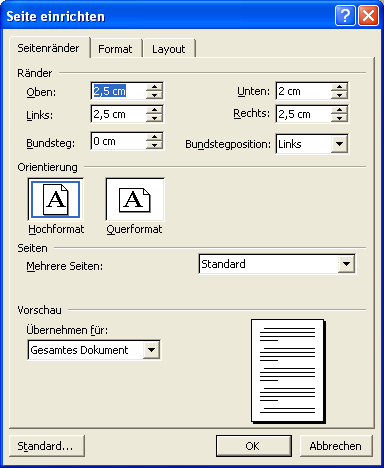 Seite einrichten
Seitenränder Format Layout
Ränder
Oben: 2,5 cm Unten: 2 cm
Links: 2,5 cm Rechts: 2,5 cm
Bundsteg: 0 cm Bundstegposition: Links
Orientierung
A A
Hochformat Querformat
Seiten
Mehrere Seiten: Standard
Vorschau
Übernehmen für:
Gesamtes Dokument
Standard... OK Abbrechen